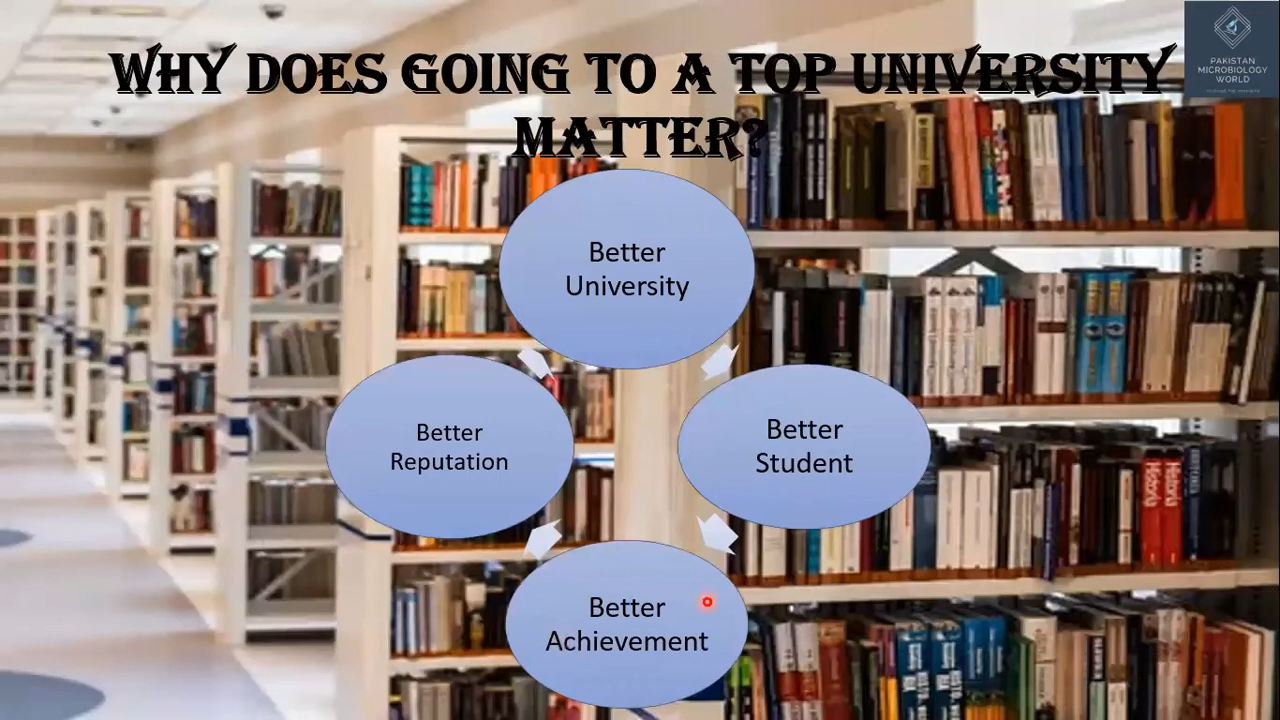 WHY DOES GOING TO A TOP UNIVERSITY
MATTER?
PAKISTAN
MICROBIOLOGY
WORLD
Better
University
Better
Reputation
Better
Student
Better
Achievement